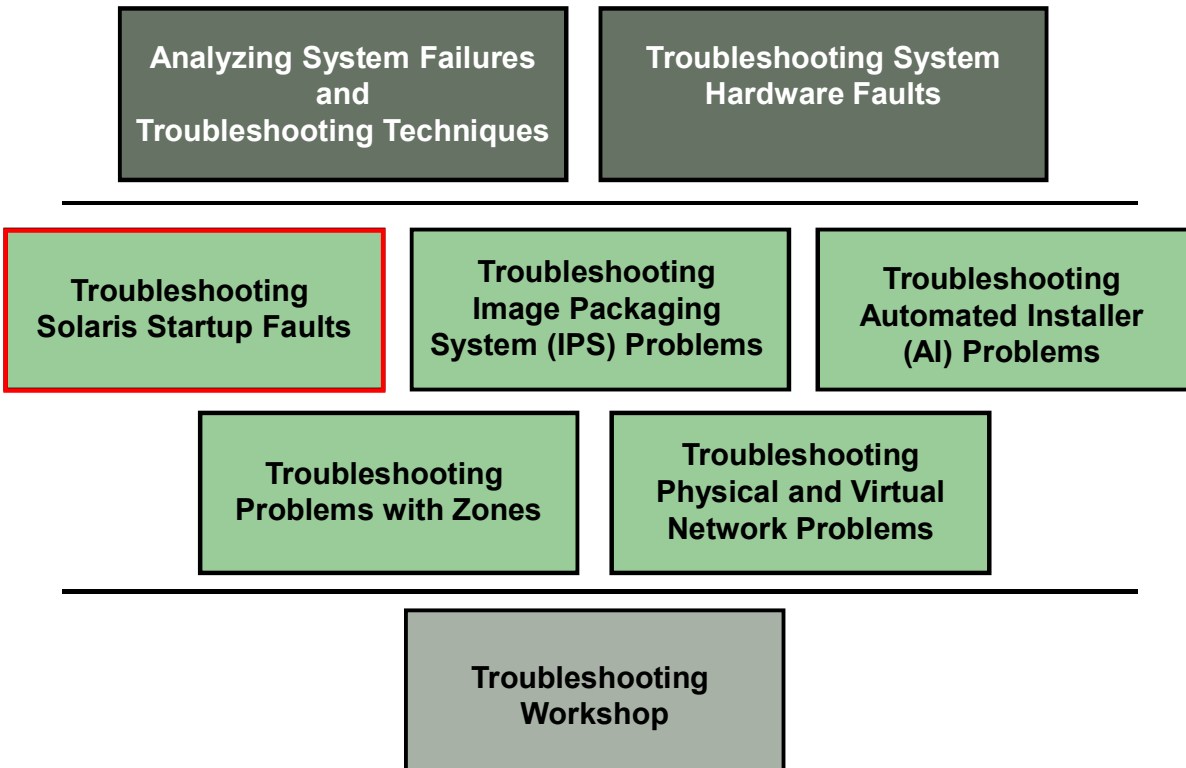 Analyzing System Failures
and
Troubleshooting Techniques
Troubleshooting System
Hardware Faults
Troubleshooting
Solaris Startup Faults
Troubleshooting
Image Packaging
System (IPS) Problems
Troubleshooting
Automated Installer
(AI) Problems
Troubleshooting
Problems with Zones
Troubleshooting
Physical and Virtual
Network Problems
Troubleshooting
Workshop